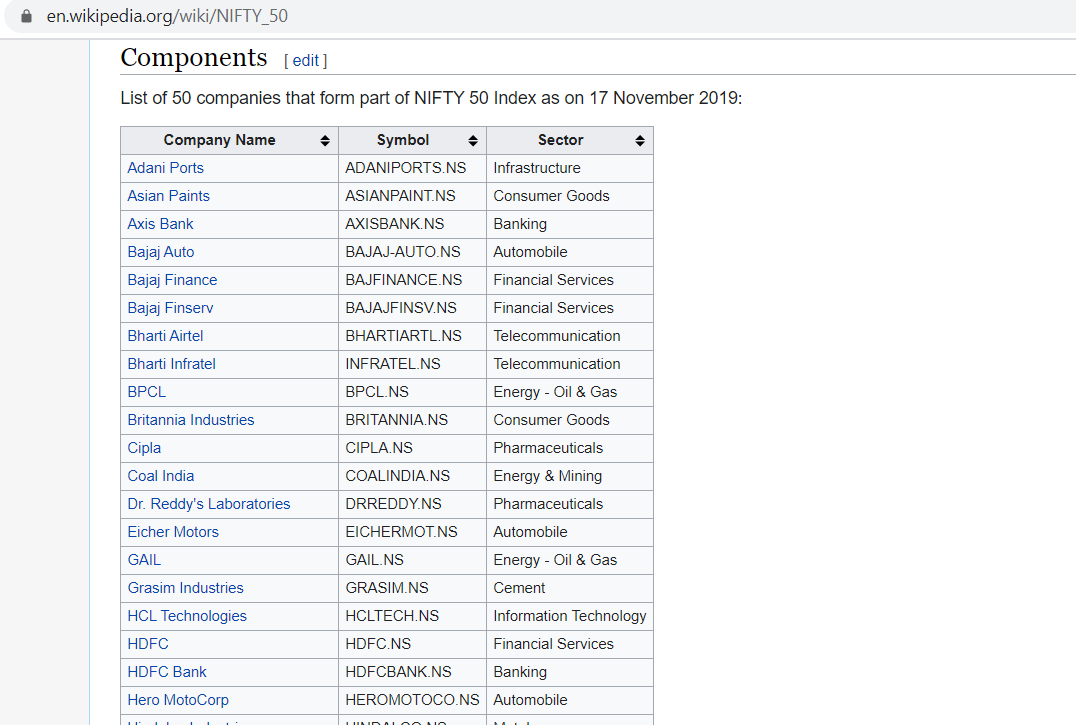 en.wikipedia.org/wiki/NIFTY_50
Components [ edit ]
List of 50 companies that form part of NIFTY 50 Index as on 17 November 2019:
Company Name Symbol Sector
Adani Ports ADANIPORTS.NS Infrastructure
Asian Paints ASIANPAINT.NS Consumer Goods
Axis Bank AXISBANK.NS Banking
Bajaj Auto BAJAJ-AUTO.NS Automobile
Bajaj Finance BAJFINANCE.NS Financial Services
Bajaj Finserv BAJAJFINSV.NS Financial Services
Bharti Airtel BHARTIARTL.NS Telecommunication
Bharti Infratel INFRATEL.NS Telecommunication
BPCL BPCL.NS Energy - Oil & Gas
Britannia Industries BRITANNIA.NS Consumer Goods
Cipla CIPLA.NS Pharmaceuticals
Coal India COALINDIA.NS Energy & Mining
Dr. Reddy's Laboratories DRREDDY.NS Pharmaceuticals
Eicher Motors EICHERMOT.NS Automobile
GAIL GAIL.NS Energy - Oil & Gas
Grasim Industries GRASIM.NS Cement
HCL Technologies HCLTECH.NS Information Technology
HDFC HDFC.NS Financial Services
HDFC Bank HDFCBANK.NS Banking
Hero MotoCorp HEROMOTOCO.NS Automobile